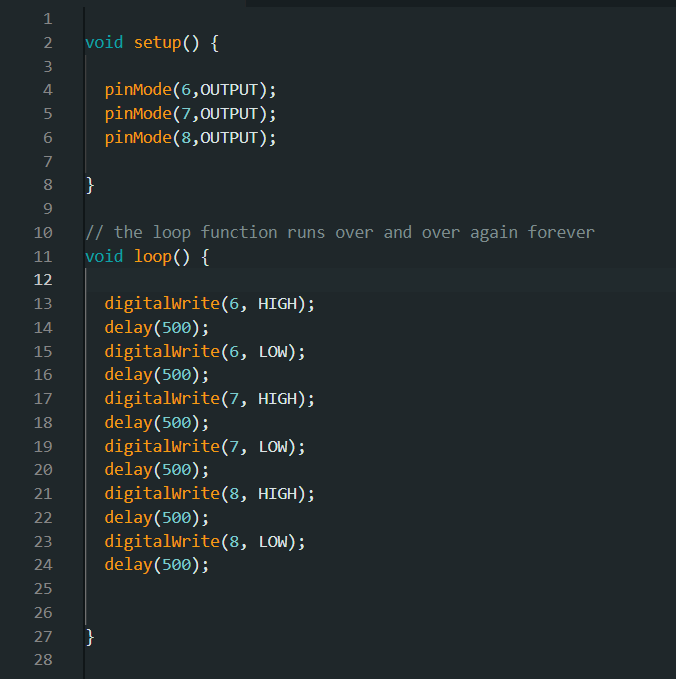 1
2 void setup() {
3
4 pinMode(6,OUTPUT);
5 pinMode(7,OUTPUT);
6 pinMode(8,OUTPUT);
7
8 }
9
10 // the loop function runs over and over again forever
11 void loop() {
12
13 digitalWrite(6, HIGH);
14 delay(500);
15 digitalWrite(6, LOW);
16 delay(500);
17 digitalWrite(7, HIGH);
18 delay(500);
19 digitalWrite(7, LOW);
20 delay(500);
21 digitalWrite(8, HIGH);
22 delay(500);
23 digitalWrite(8, LOW);
24 delay(500);
25
26
27 }
28